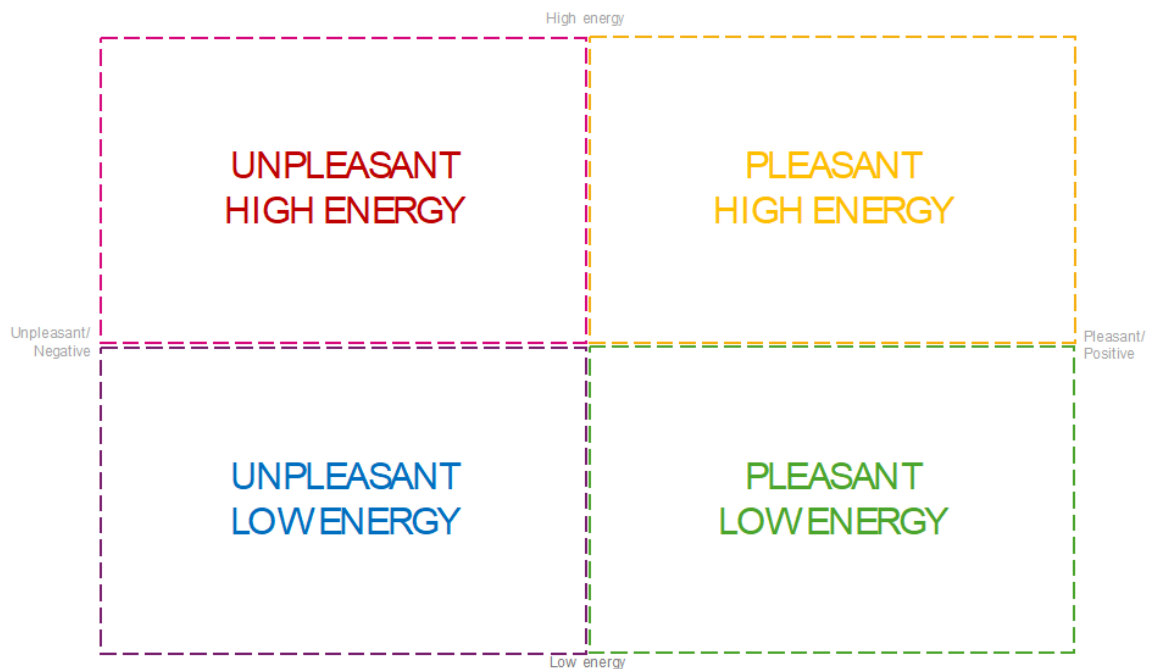 High energy
UNPLEASANT
HIGH ENERGY
PLEASANT
HIGH ENERGY
Unpleasant/
Negative
Pleasant/
Positive
UNPLEASANT
LOW ENERGY
PLEASANT
LOW ENERGY
Low energy